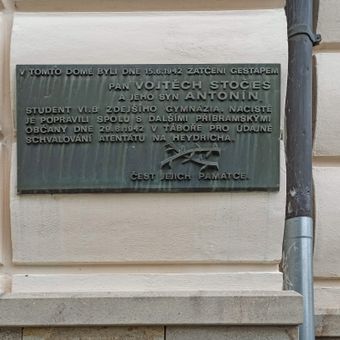 V TOMTO DOMĚ BYLI DNE 15.6.1942 ZATČENI GESTAPEM
PAN VOJTĚCH STOČES
A JEHO SYN ANTONÍN
STUDENT VI.B ZDEJŠÍHO GYMNÁZIA. NACISTÉ
JE POPRAVILI SPOLU S DALŠÍMI PŘÍBRAMSKÝMI
OBČANY DNE 29.6.1942 V TÁBOŘE PRO ÚDAJNÉ
SCHVALOVÁNÍ ATENTÁTU NA HEYDRICHA.
ČEST JEJICH PAMÁTCE.